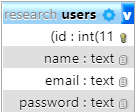 research users
(id : int(11
name : text
email : text
password : text